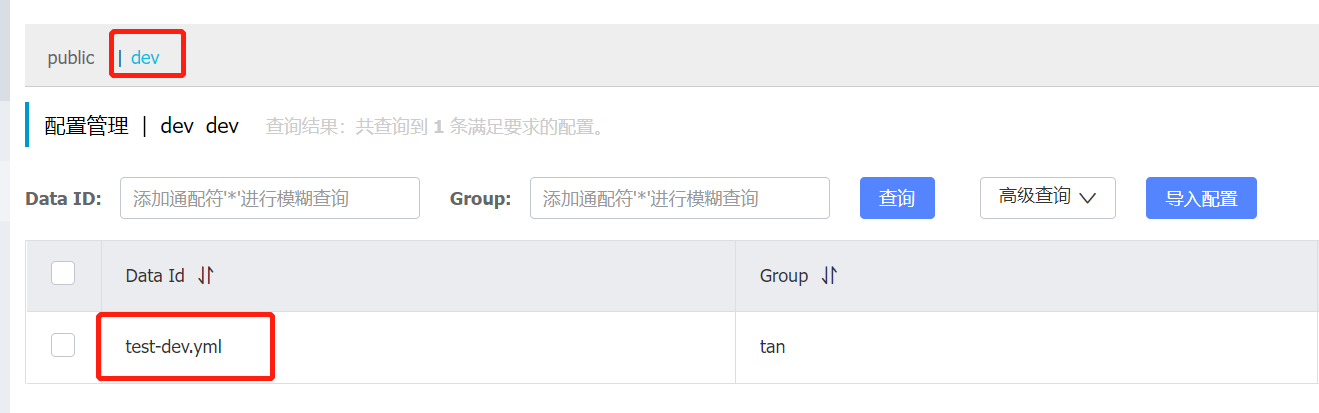 public | dev
配置管理 | dev dev 查询结果：共查询到 1 条满足要求的配置。
Data ID: 添加通配符'*'进行模糊查询 Group: 添加通配符'*'进行模糊查询 查询 高级查询 导入配置
Data Id Group
test-dev.yml tan